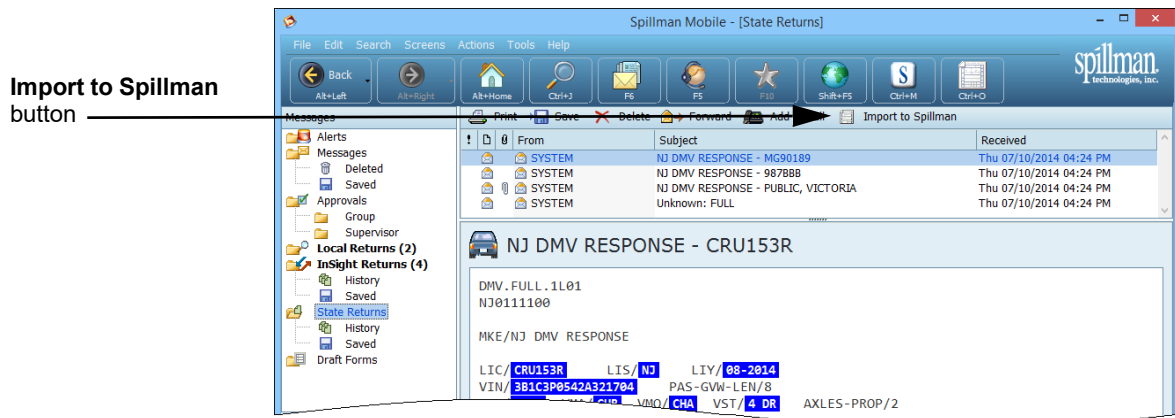 Import to Spillman
button
Spillman Mobile - [State Returns]
File Edit Search Screens Actions Tools Help
Back
Alt+Left Alt+Right Alt+Home Ctrl+J F6 F5 F10 Shift+F5 Ctrl+M Ctrl+O
S
spillman.
technologies, inc.
Messages
Print Save Delete Forward Add Import to Spillman
! From Subject Received
SYSTEM NJ DMV RESPONSE - MG90189 Thu 07/10/2014 04:24 PM
SYSTEM NJ DMV RESPONSE - 987BBB Thu 07/10/2014 04:24 PM
SYSTEM NJ DMV RESPONSE - PUBLIC, VICTORIA Thu 07/10/2014 04:24 PM
SYSTEM Unknown: FULL Thu 07/10/2014 04:24 PM
Alerts
Messages
Deleted
Saved
Approvals
Group
Supervisor
Local Returns (2)
InSight Returns (4)
History
Saved
State Returns
History
Saved
Draft Forms
NJ DMV RESPONSE - CRU153R
DMV.FULL.1L01
NJ0111100
MKE/NJ DMV RESPONSE
LIC/CRU153R LIS/NJ LIY/08-2014
VIN/3B1C3P0542A321704 PAS-GVW-LEN/8
VMO/CHA VST/4 DR AXLES-PROP/2